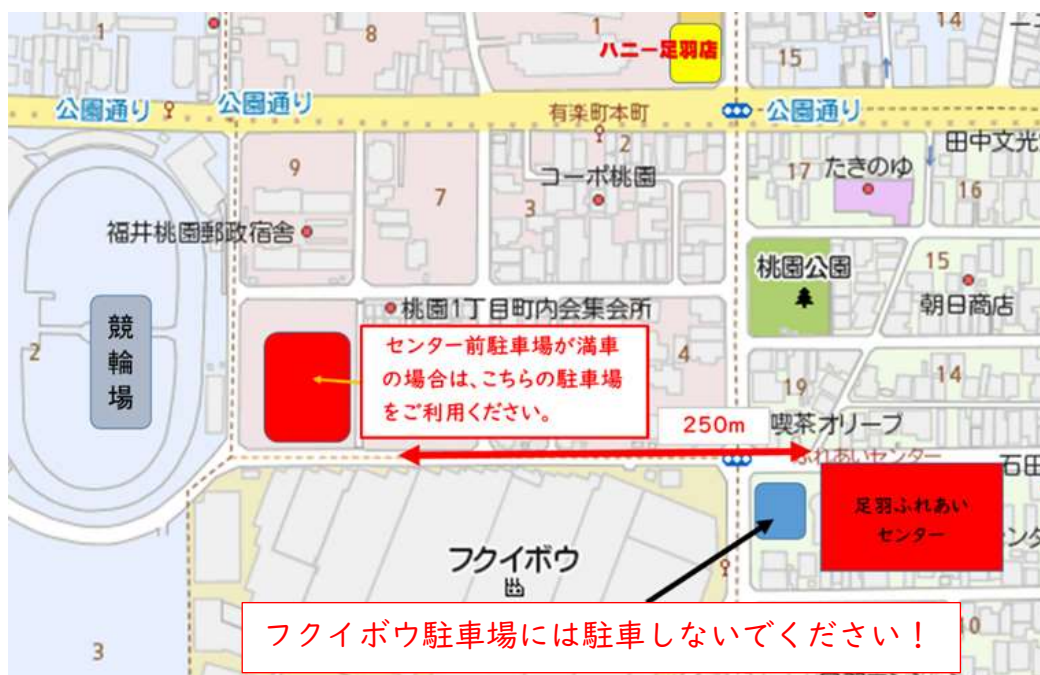 1
8
1
ハニー足羽店
14
15
公園通り
公園通り
有楽町本町
公園通り
9
7
2
コーポ桃園
3
17
たきのゆ
田中文光
16
福井桃園郵政宿舎
桃園公園
15
朝日商店
桃園1丁目町内会集会所
競輪場
2
センター前駐車場が満車
の場合は、こちらの駐車場
をご利用ください。
4
19
14
250m
喫茶オリーブ
ふれあいセンター
石田
足羽ふれあい
センター
フクイボウ
フクイボウ駐車場には駐車しないでください!
3